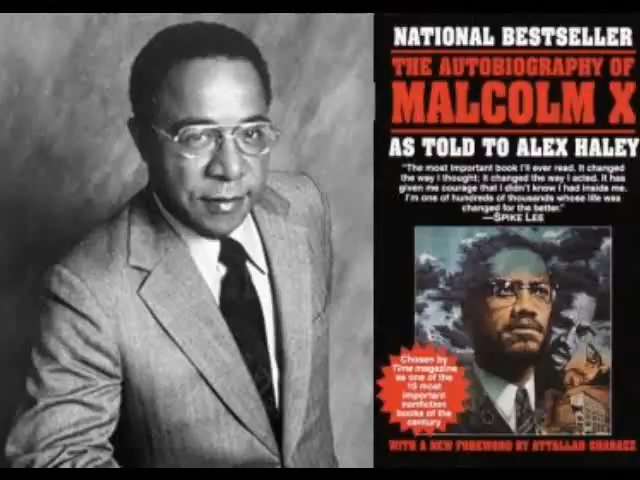 NATIONAL BESTSELLER
THE AUTOBIOGRAPHY OF
MALCOLM X
AS TOLD TO ALEX HALEY
"The most important book I'll ever read. It changed
the way I thought; it changed the way I acted. It has
given me courage that I didn't know I had inside me.
I'm one of hundreds of thousands whose life was
changed for the better."
—SPIKE LEE
Chosen by
Time magazine
as one of the
10 most
important
nonfiction
books of the
century
WITH A NEW FOREWORD BY ATTALLAH SHABAZZ